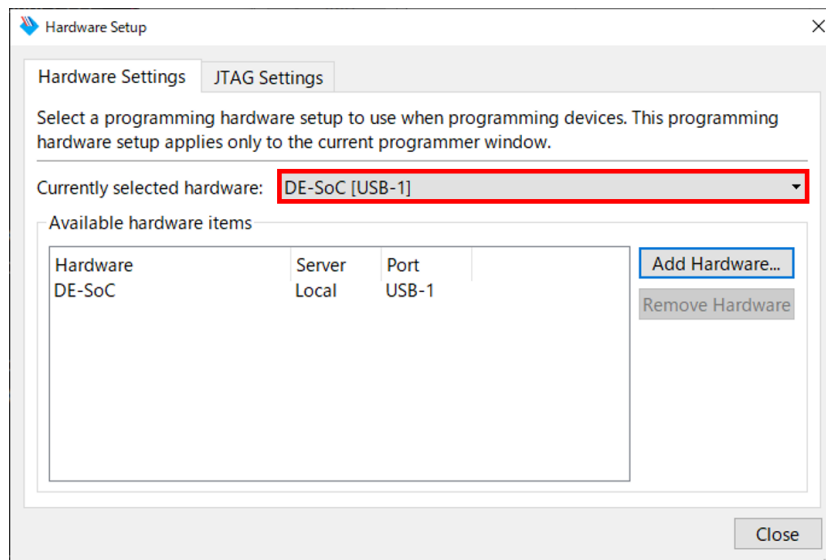 Hardware Setup
Hardware Settings
JTAG Settings
Select a programming hardware setup to use when programming devices. This programming
hardware setup applies only to the current programmer window.
Currently selected hardware: DE-SoC [USB-1]
Available hardware items
Hardware Server Port
DE-SoC Local USB-1
Add Hardware...
Remove Hardware
Close